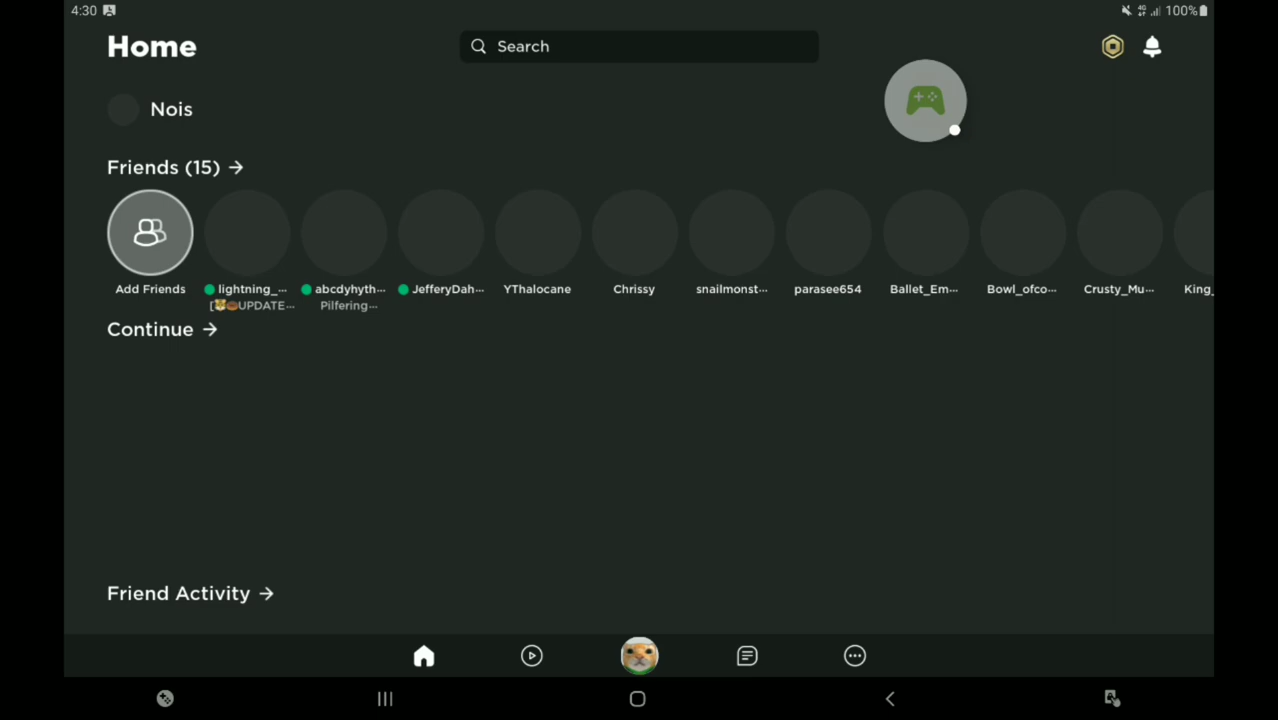 4:30
4G 100%
Home
Search
Nois
Friends (15) →
Add Friends
lightning_...
abcdyhyth...
JefferyDah...
YThalocane
Chrissy
snailmonst...
parasee654
Ballet_Em...
Bowl_ofco...
Crusty_Mu...
King_
[🐯🍩UPDATE...
Pilfering...
Continue →
Friend Activity →